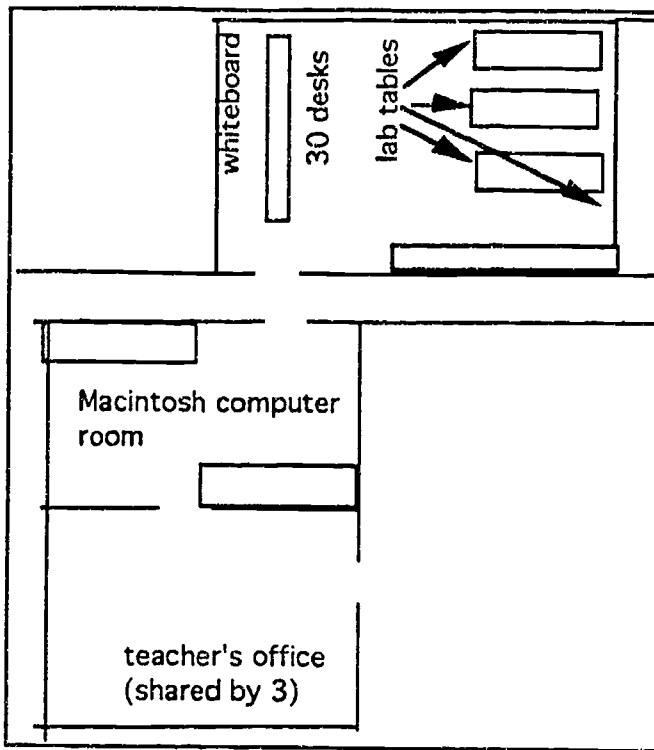 whiteboard
30 desks
lab tables
Macintosh computer
room
teacher's office
(shared by 3)